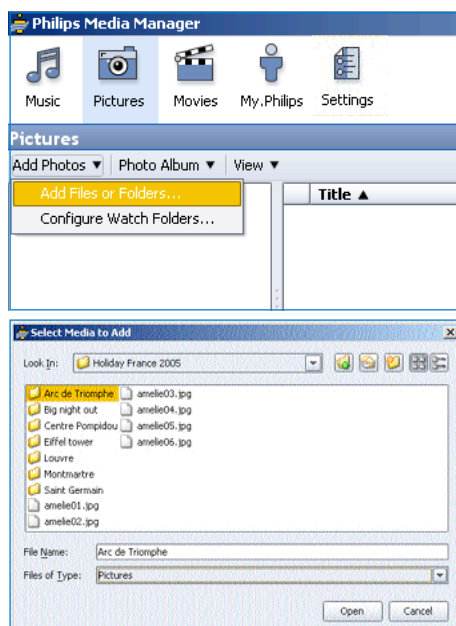 Philips Media Manager
Music Pictures Movies My.Philips Settings
Pictures
Add Photos ▼ Photo Album ▼ View ▼
Add Files or Folders...
Title ▲
Configure Watch Folders...
Select Media to Add
Look In: Holiday France 2005
Arc de Triomphe amelie03.jpg
Big night out amelie04.jpg
Centre Pompidou amelie05.jpg
Eiffel tower amelie06.jpg
Louvre
Montmartre
Saint Germain
amelie01.jpg
amelie02.jpg
File Name: Arc de Triomphe
Files of Type: Pictures
Open Cancel